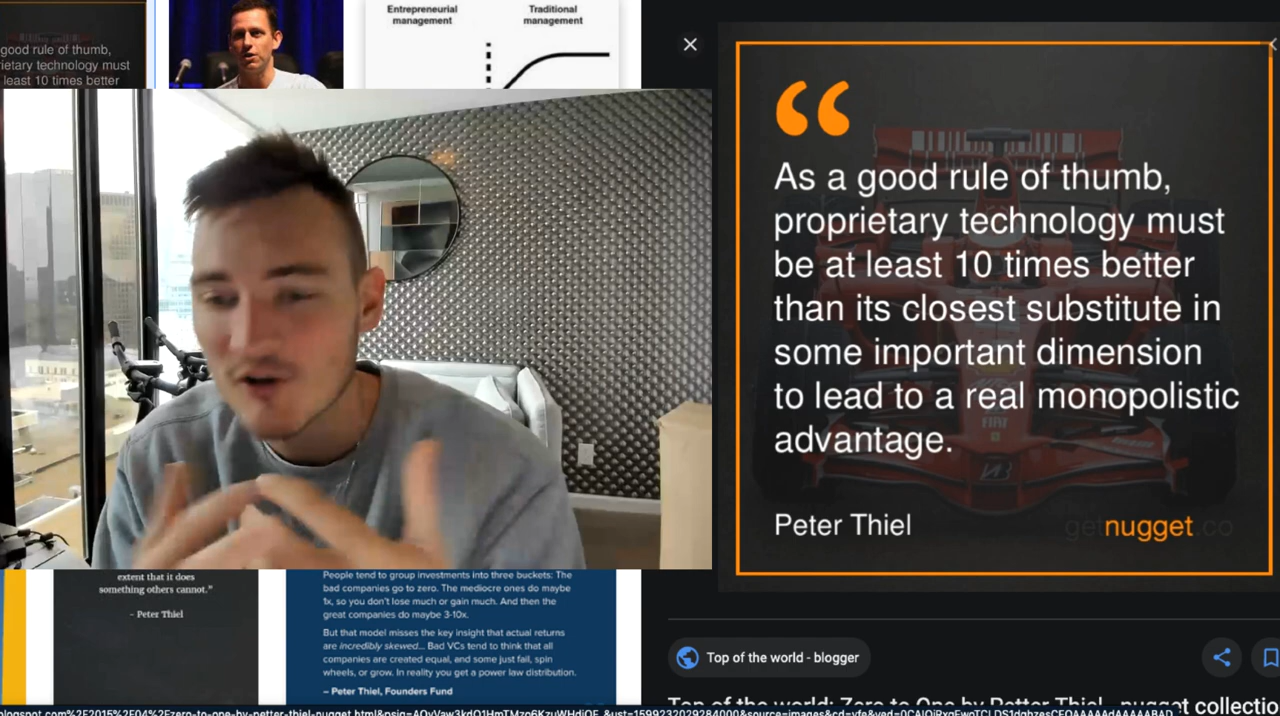 good rule of thumb,
rietary technology must
least 10 times better
Entrepreneurial
management
Traditional
management
As a good rule of thumb,
proprietary technology must
be at least 10 times better
than its closest substitute in
some important dimension
to lead to a real monopolistic
advantage.
Peter Thiel
getnugget.co
FIAT
extent that it does
something others cannot.”
– Peter Thiel
People tend to group investments into three buckets: The
bad companies go to zero. The mediocre ones do maybe
1x, so you don't lose much or gain much. And then the
great companies do maybe 3-10x.
But that model misses the key insight that actual returns
are incredibly skewed... Bad VCs tend to think that all
companies are created equal, and some just fail, spin
wheels, or grow. In reality you get a power law distribution.
– Peter Thiel, Founders Fund
Top of the world - blogger
Top of the world: Zero to One by Petter Thiel - nugget collectio